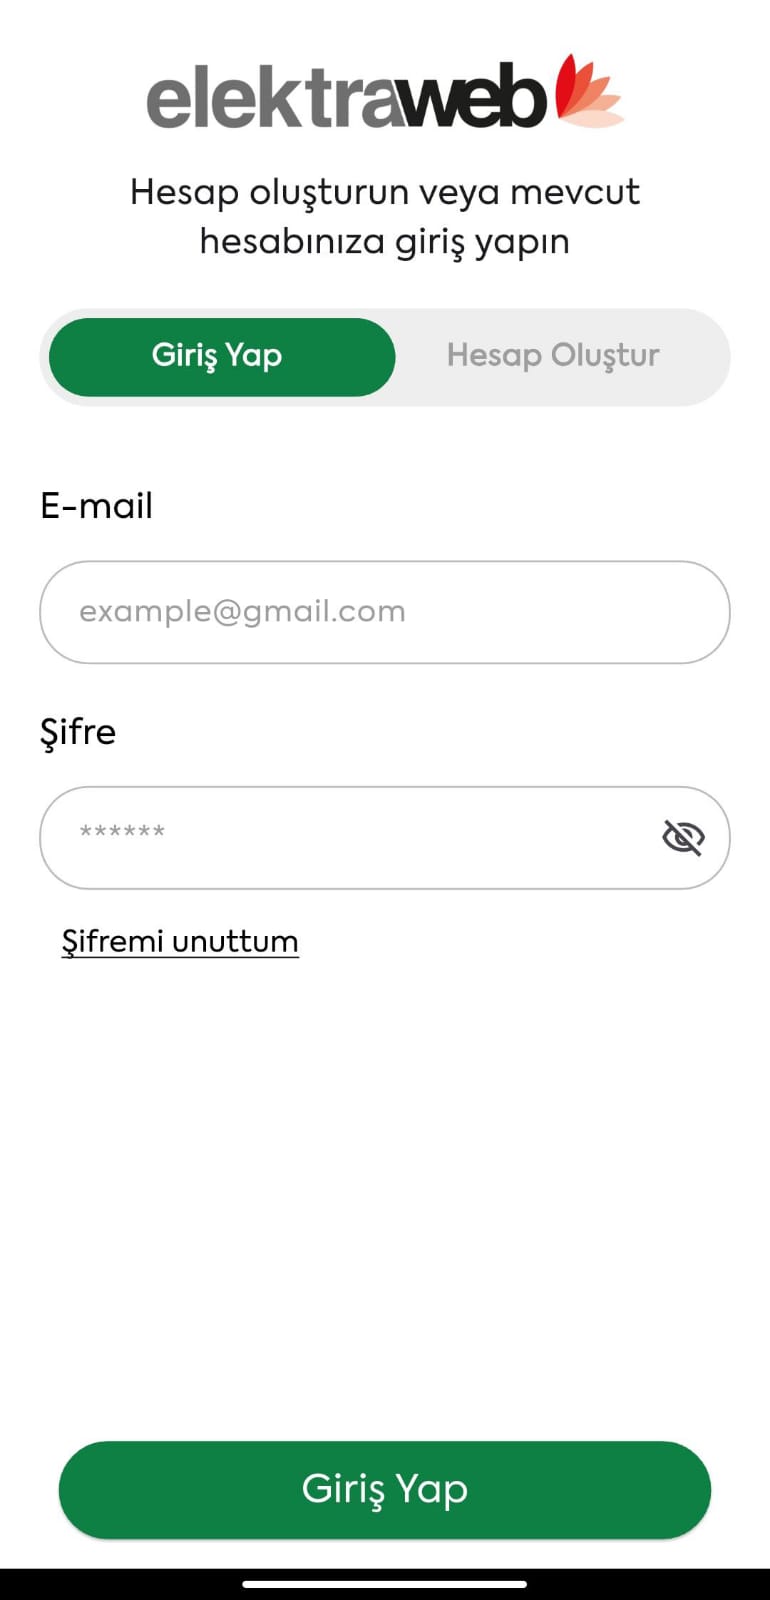 elektraweb
Hesap oluşturun veya mevcut
hesabınıza giriş yapın
Giriş Yap
Hesap Oluştur
E-mail
example@gmail.com
Şifre
******
Şifremi unuttum
Giriş Yap